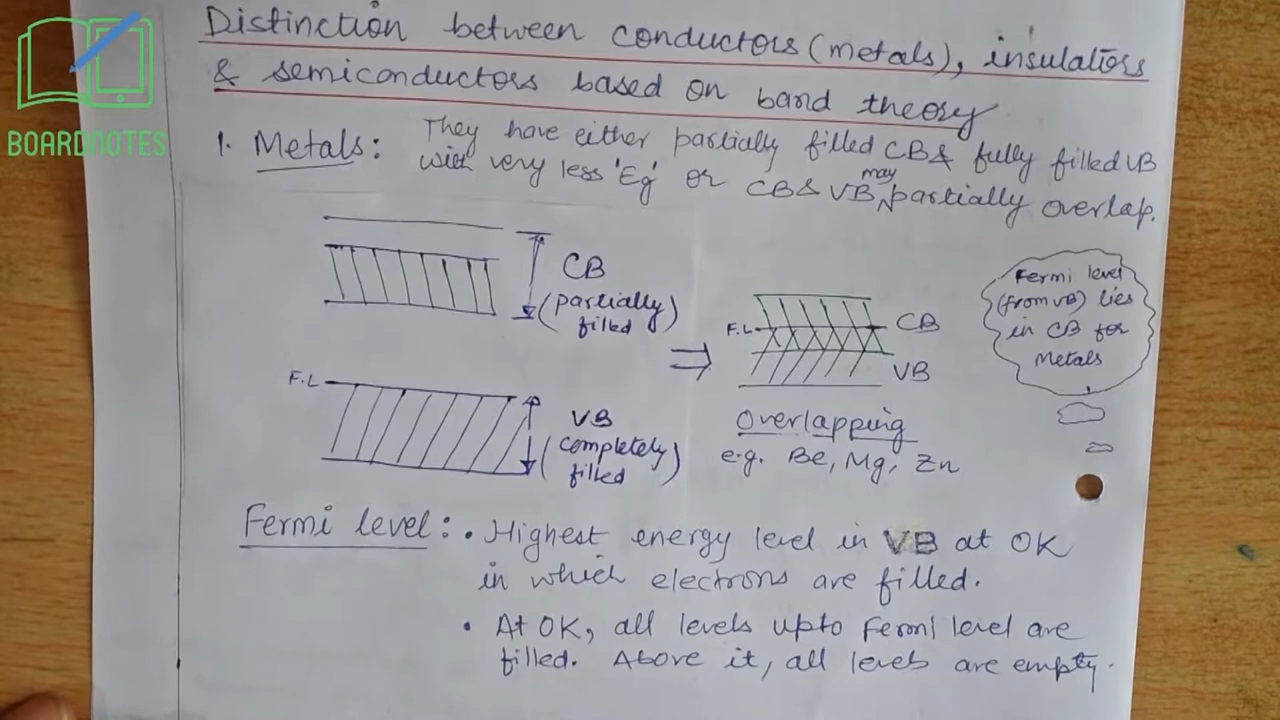 BOARDNOTES
Distinction between conductors (metals), insulators
& semiconductors based on band theory
1. Metals: They have either partially filled CB & fully filled VB
with very less 'Eg' or CB & VB may partially overlap.
CB
(partially)
filled
F.L
VB
(completely)
filled
⇒
F.L
CB
VB
Overlapping
e.g. Be, Mg, Zn
Fermi level
(from VB) lies
in CB for
Metals
Fermi level: • Highest energy level in VB at OK
in which electrons are filled.
• At OK, all levels upto Fermi level are
filled. Above it, all levels are empty.